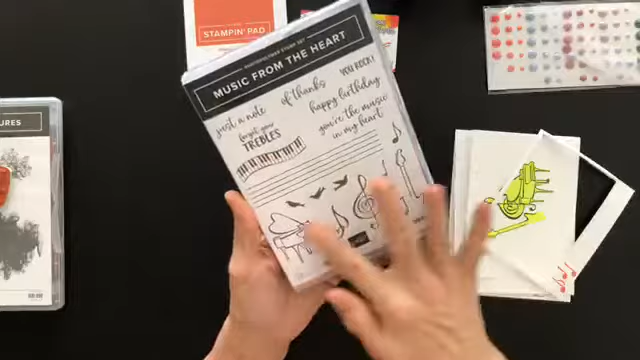 STAMPIN' PAD
MUSIC FROM THE HEART
YOU ROCK!
of thanks
just a note
happy birthday
forget your
TREBLES
you're the music
in my heart
URES